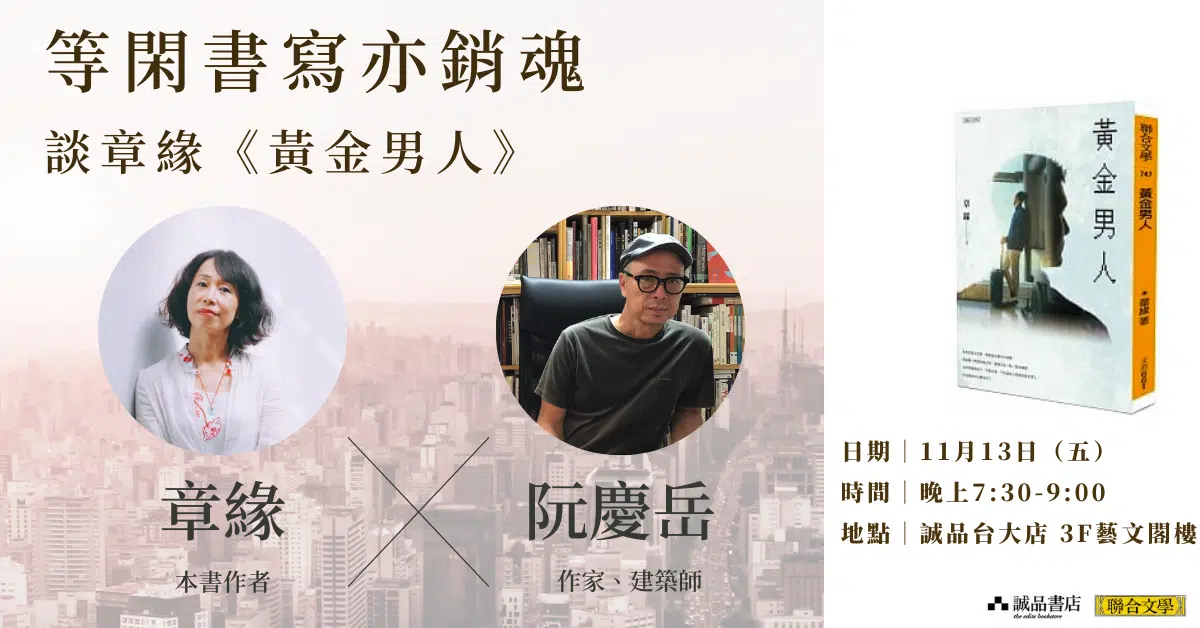 等閑書寫亦銷魂
談章緣《黃金男人》
章緣
本書作者
阮慶岳
作家、建築師
黃金男人
章緣
聯合文學
747
黃金男人
章緣 著
日期｜11月13日（五）
時間｜晚上7:30-9:00
地點｜誠品台大店 3F藝文閣樓
誠品書店
the eslite bookstore
聯合文學